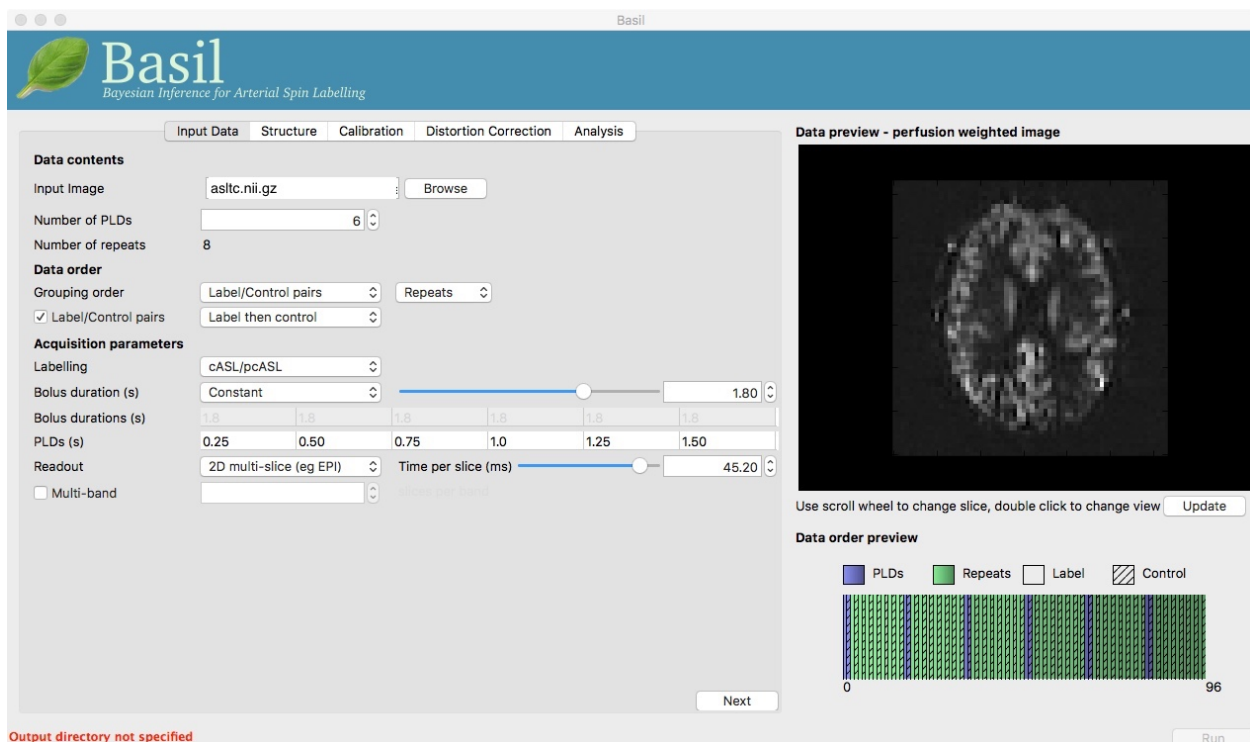 Basil
Basil
Bayesian Inference for Arterial Spin Labelling
Input Data Structure Calibration Distortion Correction Analysis
Data contents
Input Image asltc.nii.gz Browse
Number of PLDs 6
Number of repeats 8
Data order
Grouping order Label/Control pairs Repeats
Label/Control pairs Label then control
Acquisition parameters
Labelling cASL/pcASL
Bolus duration (s) Constant 1.80
Bolus durations (s) 1.8 1.8 1.8 1.8 1.8 1.8
PLDs (s) 0.25 0.50 0.75 1.0 1.25 1.50
Readout 2D multi-slice (eg EPI) Time per slice (ms) 45.20
Multi-band slices per band
Next
Data preview - perfusion weighted image
Use scroll wheel to change slice, double click to change view Update
Data order preview
PLDs Repeats Label Control
0 96
Output directory not specified Run